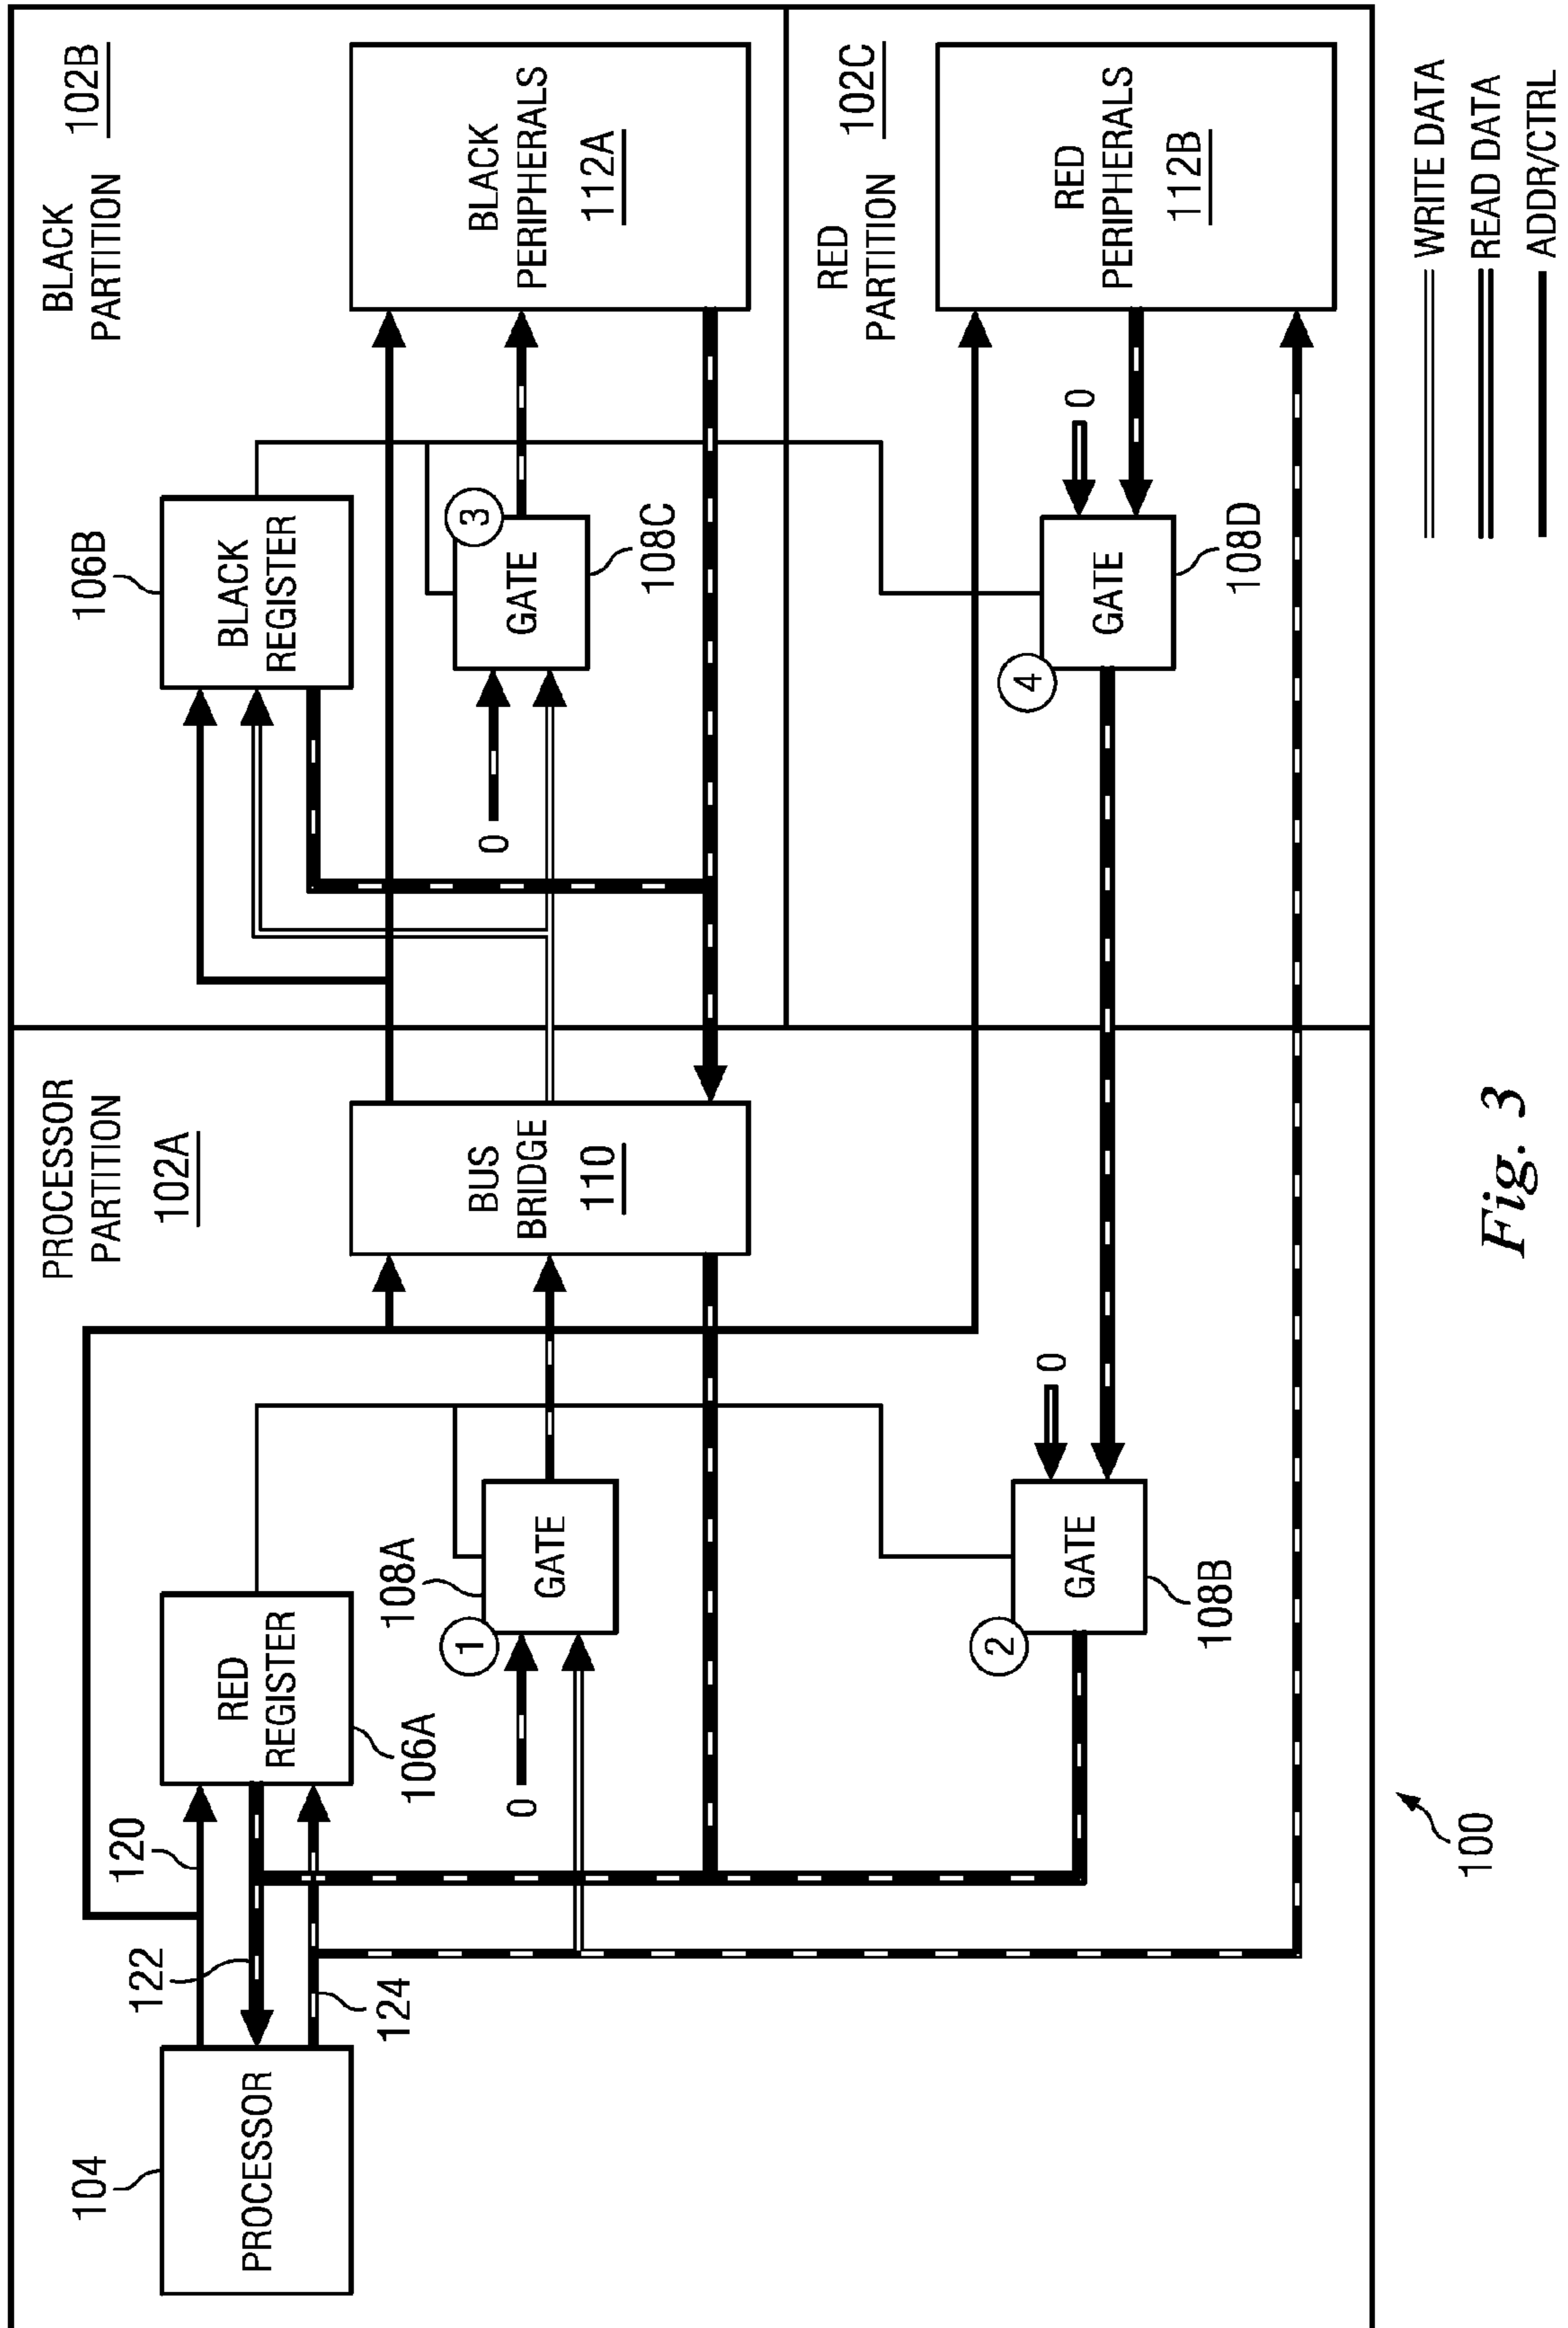 PROCESSOR
PARTITION
102A
104
PROCESSOR
120
122
124
RED
REGISTER
106A
108A
1
GATE
0
BUS
BRIDGE
110
2
GATE
108B
0
BLACK
PARTITION
102B
106B
BLACK
REGISTER
3
GATE
108C
0
BLACK
PERIPHERALS
112A
RED
PARTITION
102C
4
GATE
108D
0
RED
PERIPHERALS
112B
100
WRITE DATA
READ DATA
ADDR/CTRL
Fig. 3